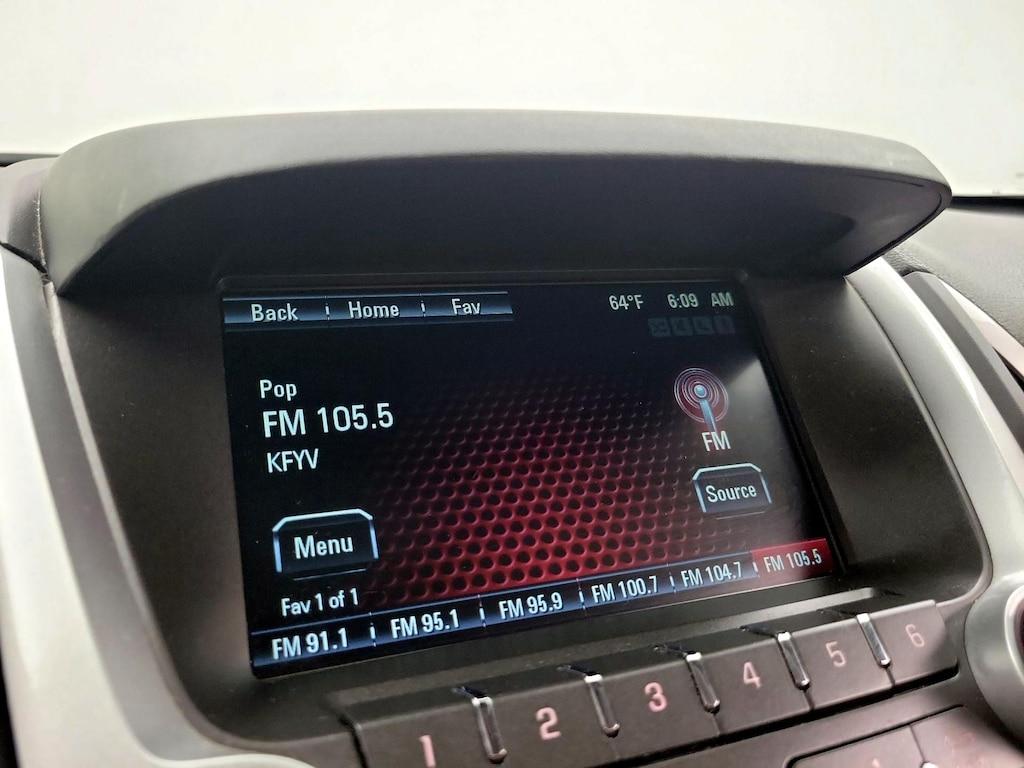 Back Home Fav 64°F 6:09 AM
Pop
FM 105.5
KFYV
FM
Source
Menu
Fav 1 of 1
FM 91.1 FM 95.1 FM 95.9 FM 100.7 FM 104.7 FM 105.5
1 2 3 4 5 6